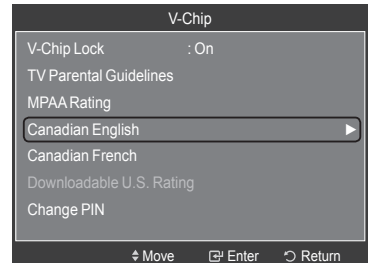 V-Chip
V-Chip Lock : On
TV Parental Guidelines
MPAA Rating
Canadian English
Canadian French
Downloadable U.S. Rating
Change PIN
Move Enter Return